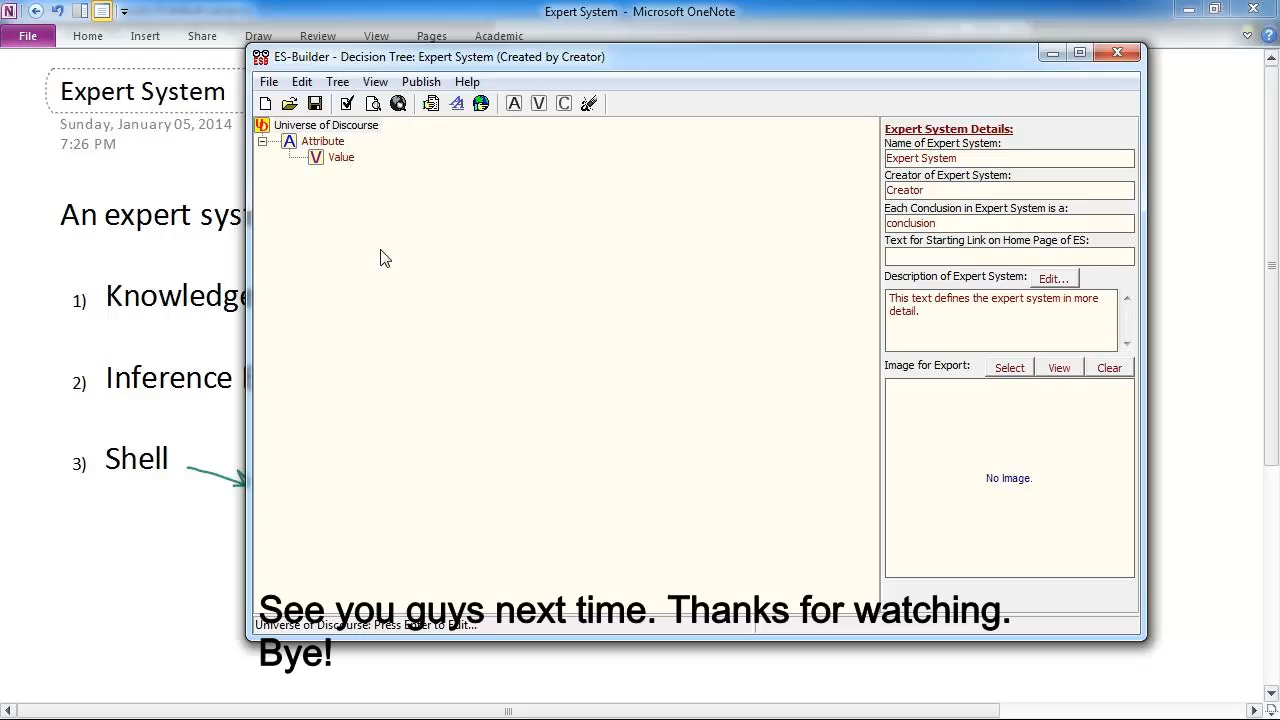 Expert System - Microsoft OneNote
File Home Insert Share Draw Review View Pages Academic
Expert System
Sunday, January 05, 2014
7:26 PM
An expert sys
1) Knowledge
2) Inference
3) Shell
ES-Builder - Decision Tree: Expert System (Created by Creator)
File Edit Tree View Publish Help
A V C
UD Universe of Discourse
A Attribute
V Value
Expert System Details:
Name of Expert System:
Expert System
Creator of Expert System:
Creator
Each Conclusion in Expert System is a:
conclusion
Text for Starting Link on Home Page of ES:
Description of Expert System: Edit...
This text defines the expert system in more
detail.
Image for Export: Select View Clear
No Image.
Universe of Discourse: Press Enter to Edit...
See you guys next time. Thanks for watching.
Bye!